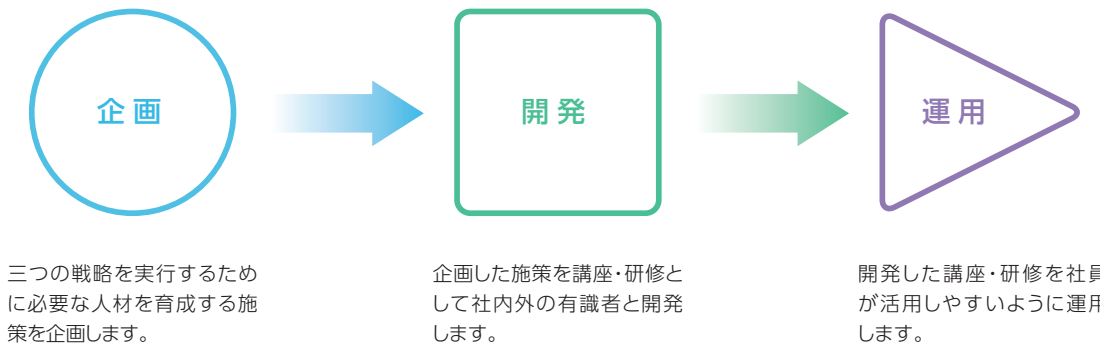 企画
開発
運用
三つの戦略を実行するため
に必要な人材を育成する施
策を企画します。
企画した施策を講座・研修と
して社内外の有識者と開発
します。
開発した講座・研修を社員
が活用しやすいように運用
します。